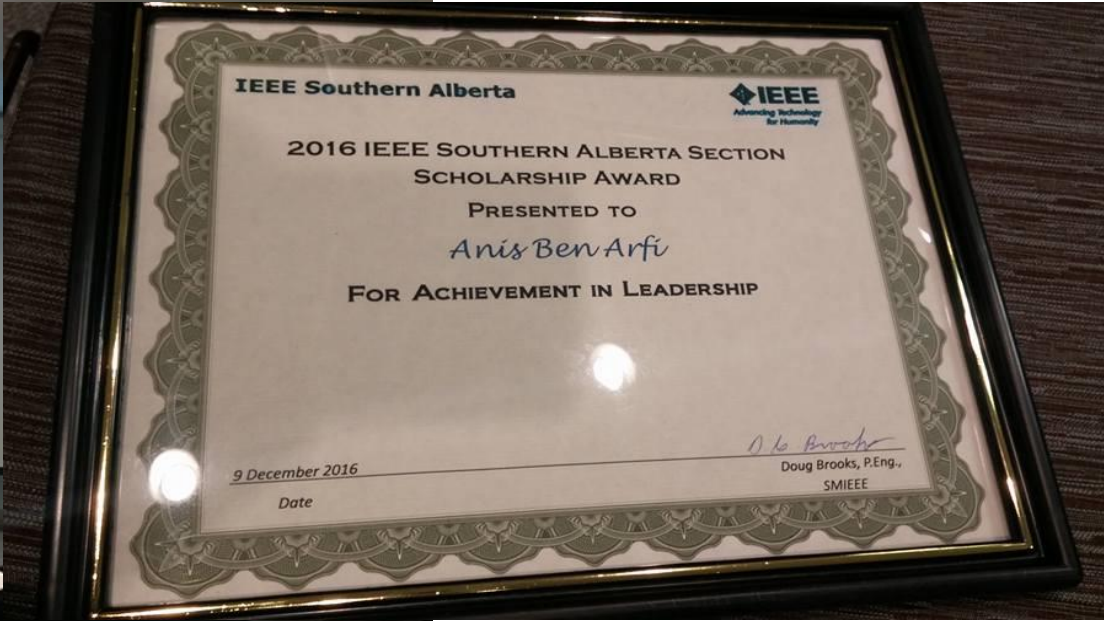 IEEE Southern Alberta
IEEE
Advancing Technology
for Humanity
2016 IEEE SOUTHERN ALBERTA SECTION
SCHOLARSHIP AWARD
PRESENTED TO
Anis Ben Arfi
FOR ACHIEVEMENT IN LEADERSHIP
9 December 2016
Date
D. G. Brooks
Doug Brooks, P.Eng.,
SMIEEE